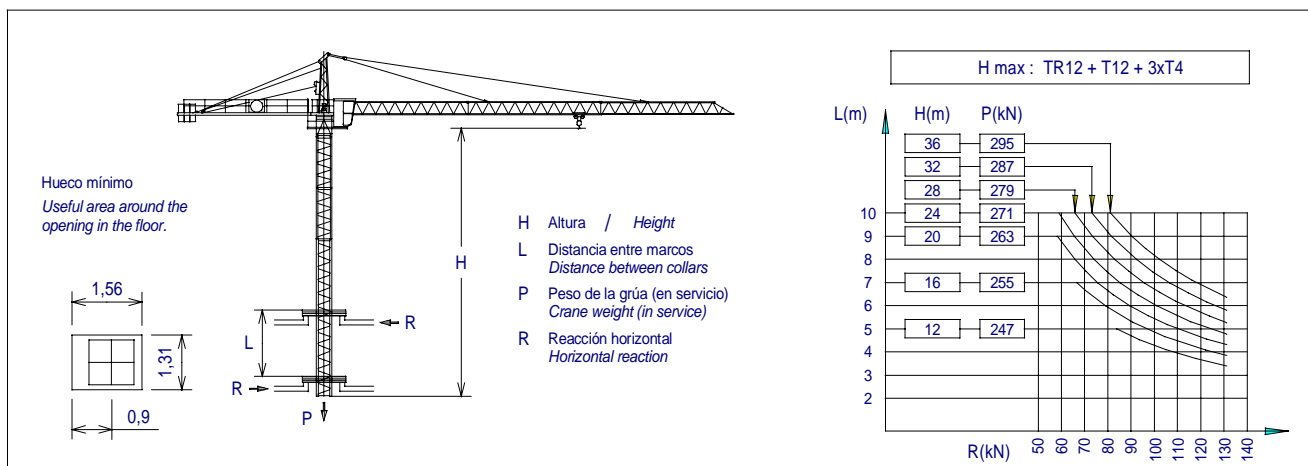 H max : TR12 + T12 + 3xT4
L(m) H(m) P(kN)
36 295
32 287
28 279
10 24 271
9 20 263
8
7 16 255
6
5 12 247
4
3
2
R(kN) 50 60 70 80 90 100 110 120 130 140
Hueco mínimo
Useful area around the
opening in the floor.
1,56
1,31
0,9
H
L
R
R
P
H Altura / Height
L Distancia entre marcos
Distance between collars
P Peso de la grúa (en servicio)
Crane weight (in service)
R Reacción horizontal
Horizontal reaction